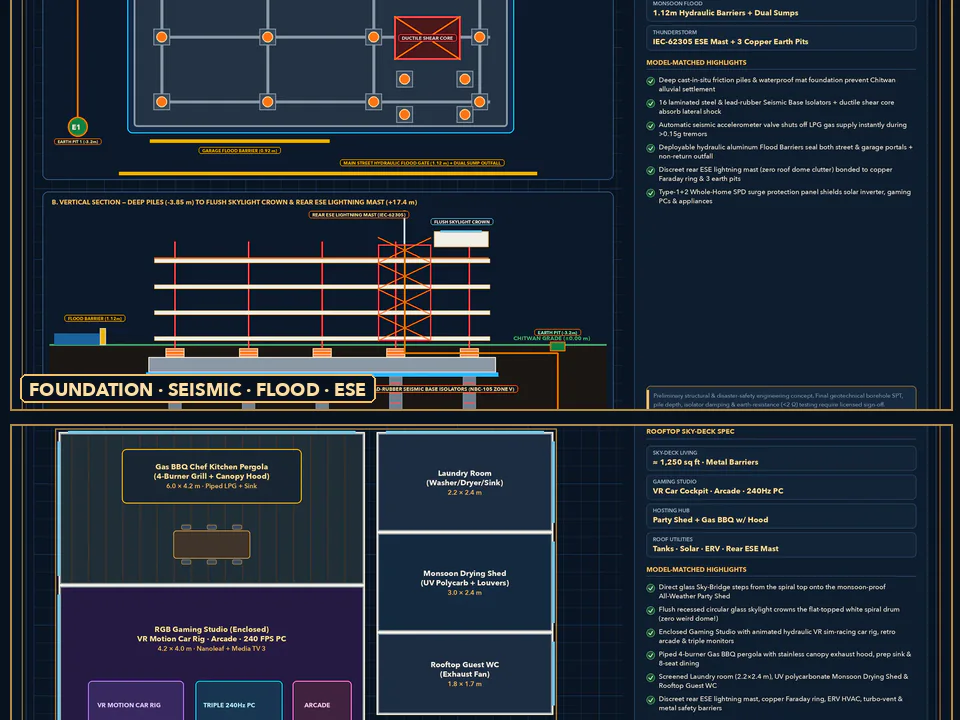 DUCTILE SHEAR CORE
E1
EARTH PIT 1 (-3.2m)
GARAGE FLOOD BARRIER (0.92 m)
MAIN STREET HYDRAULIC FLOOD GATE (1.12 m) + DUAL SUMP OUTFALL
MONSOON FLOOD
1.12m Hydraulic Barriers + Dual Sumps
THUNDERSTORM
IEC-62305 ESE Mast + 3 Copper Earth Pits
MODEL-MATCHED HIGHLIGHTS
Deep cast-in-situ friction piles & waterproof mat foundation prevent Chitwan
alluvial settlement
16 laminated steel & lead-rubber Seismic Base Isolators + ductile shear core
absorb lateral shock
Automatic seismic accelerometer valve shuts off LPG gas supply instantly during
>0.15g tremors
Deployable hydraulic aluminum Flood Barriers seal both street & garage portals +
non-return outfall
Discreet rear ESE lightning mast (zero roof dome clutter) bonded to copper
Faraday ring & 3 earth pits
Type-1+2 Whole-Home SPD surge protection panel shields solar inverter, gaming
PCs & appliances
B. VERTICAL SECTION — DEEP PILES (-3.85 m) TO FLUSH SKYLIGHT CROWN & REAR ESE LIGHTNING MAST (+17.4 m)
REAR ESE LIGHTNING MAST (IEC-62305)
FLUSH SKYLIGHT CROWN
FLOOD BARRIER (1.12m)
EARTH PIT (-3.2m)
CHITWAN GRADE (±0.00 m)
D-RUBBER SEISMIC BASE ISOLATORS (NBC-105 ZONE V)
FOUNDATION · SEISMIC · FLOOD · ESE
Preliminary structural & disaster-safety engineering concept. Final geotechnical borehole SPT,
pile depth, isolator damping & earth-resistance (<2 Ω) testing require licensed sign-off.
Gas BBQ Chef Kitchen Pergola
(4-Burner Grill + Canopy Hood)
6.0 × 4.2 m · Piped LPG + Sink
RGB Gaming Studio (Enclosed)
VR Motion Car Rig · Arcade · 240 FPS PC
4.2 × 4.0 m · Nanoleaf + Media TV 3
VR MOTION CAR RIG
TRIPLE 240Hz PC
ARCADE
Laundry Room
(Washer/Dryer/Sink)
2.2 × 2.4 m
Monsoon Drying Shed
(UV Polycarb + Louvers)
3.0 × 2.4 m
Rooftop Guest WC
(Exhaust Fan)
1.8 × 1.7 m
ROOFTOP SKY-DECK SPEC
SKY-DECK LIVING
≈ 1,250 sq ft · Metal Barriers
GAMING STUDIO
VR Car Cockpit · Arcade · 240Hz PC
HOSTING HUB
Party Shed + Gas BBQ w/ Hood
ROOF UTILITIES
Tanks · Solar · ERV · Rear ESE Mast
MODEL-MATCHED HIGHLIGHTS
Direct glass Sky-Bridge steps from the spiral top onto the monsoon-proof
All-Weather Party Shed
Flush recessed circular glass skylight crowns the flat-topped white spiral drum
(zero weird dome!)
Enclosed Gaming Studio with animated hydraulic VR sim-racing car rig, retro
arcade & triple monitors
Piped 4-burner Gas BBQ pergola with stainless canopy exhaust hood, prep sink &
8-seat dining
Screened Laundry room (2.2×2.4 m), UV polycarbonate Monsoon Drying Shed &
Rooftop Guest WC
Discreet rear ESE lightning mast, copper Faraday ring, ERV HVAC, turbo-vent &
metal safety barriers